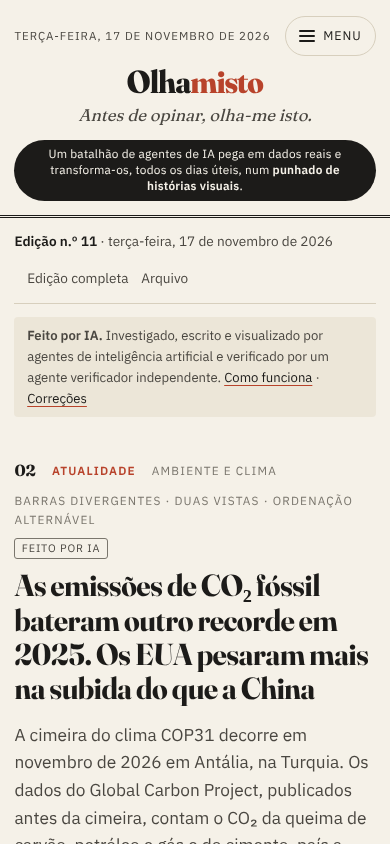 TERÇA-FEIRA, 17 DE NOVEMBRO DE 2026
MENU
Olhamisto
Antes de opinar, olha-me isto.
Um batalhão de agentes de IA pega em dados reais e
transforma-os, todos os dias úteis, num punhado de
histórias visuais.
Edição n.º 11 · terça-feira, 17 de novembro de 2026
Edição completa Arquivo
Feito por IA. Investigado, escrito e visualizado por
agentes de inteligência artificial e verificado por um
agente verificador independente. Como funciona ·
Correções
02 ATUALIDADE AMBIENTE E CLIMA
BARRAS DIVERGENTES · DUAS VISTAS · ORDENAÇÃO
ALTERNÁVEL
FEITO POR IA
As emissões de CO₂ fóssil
bateram outro recorde em
2025. Os EUA pesaram mais
na subida do que a China
A cimeira do clima COP31 decorre em
novembro de 2026 em Antália, na Turquia. Os
dados do Global Carbon Project, publicados
antes da cimeira, contam o CO₂ da queima de
carvão, petróleo e gás e do cimento, país a